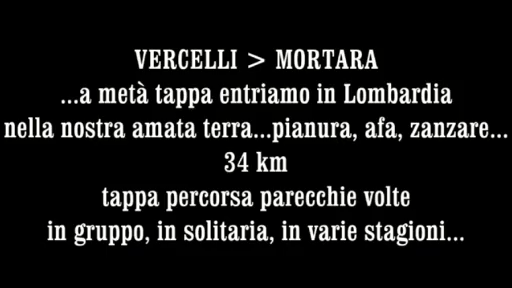 VERCELLI > MORTARA
...a metà tappa entriamo in Lombardia
nella nostra amata terra...pianura, afa, zanzare...
34 km
tappa percorsa parecchie volte
in gruppo, in solitaria, in varie stagioni...